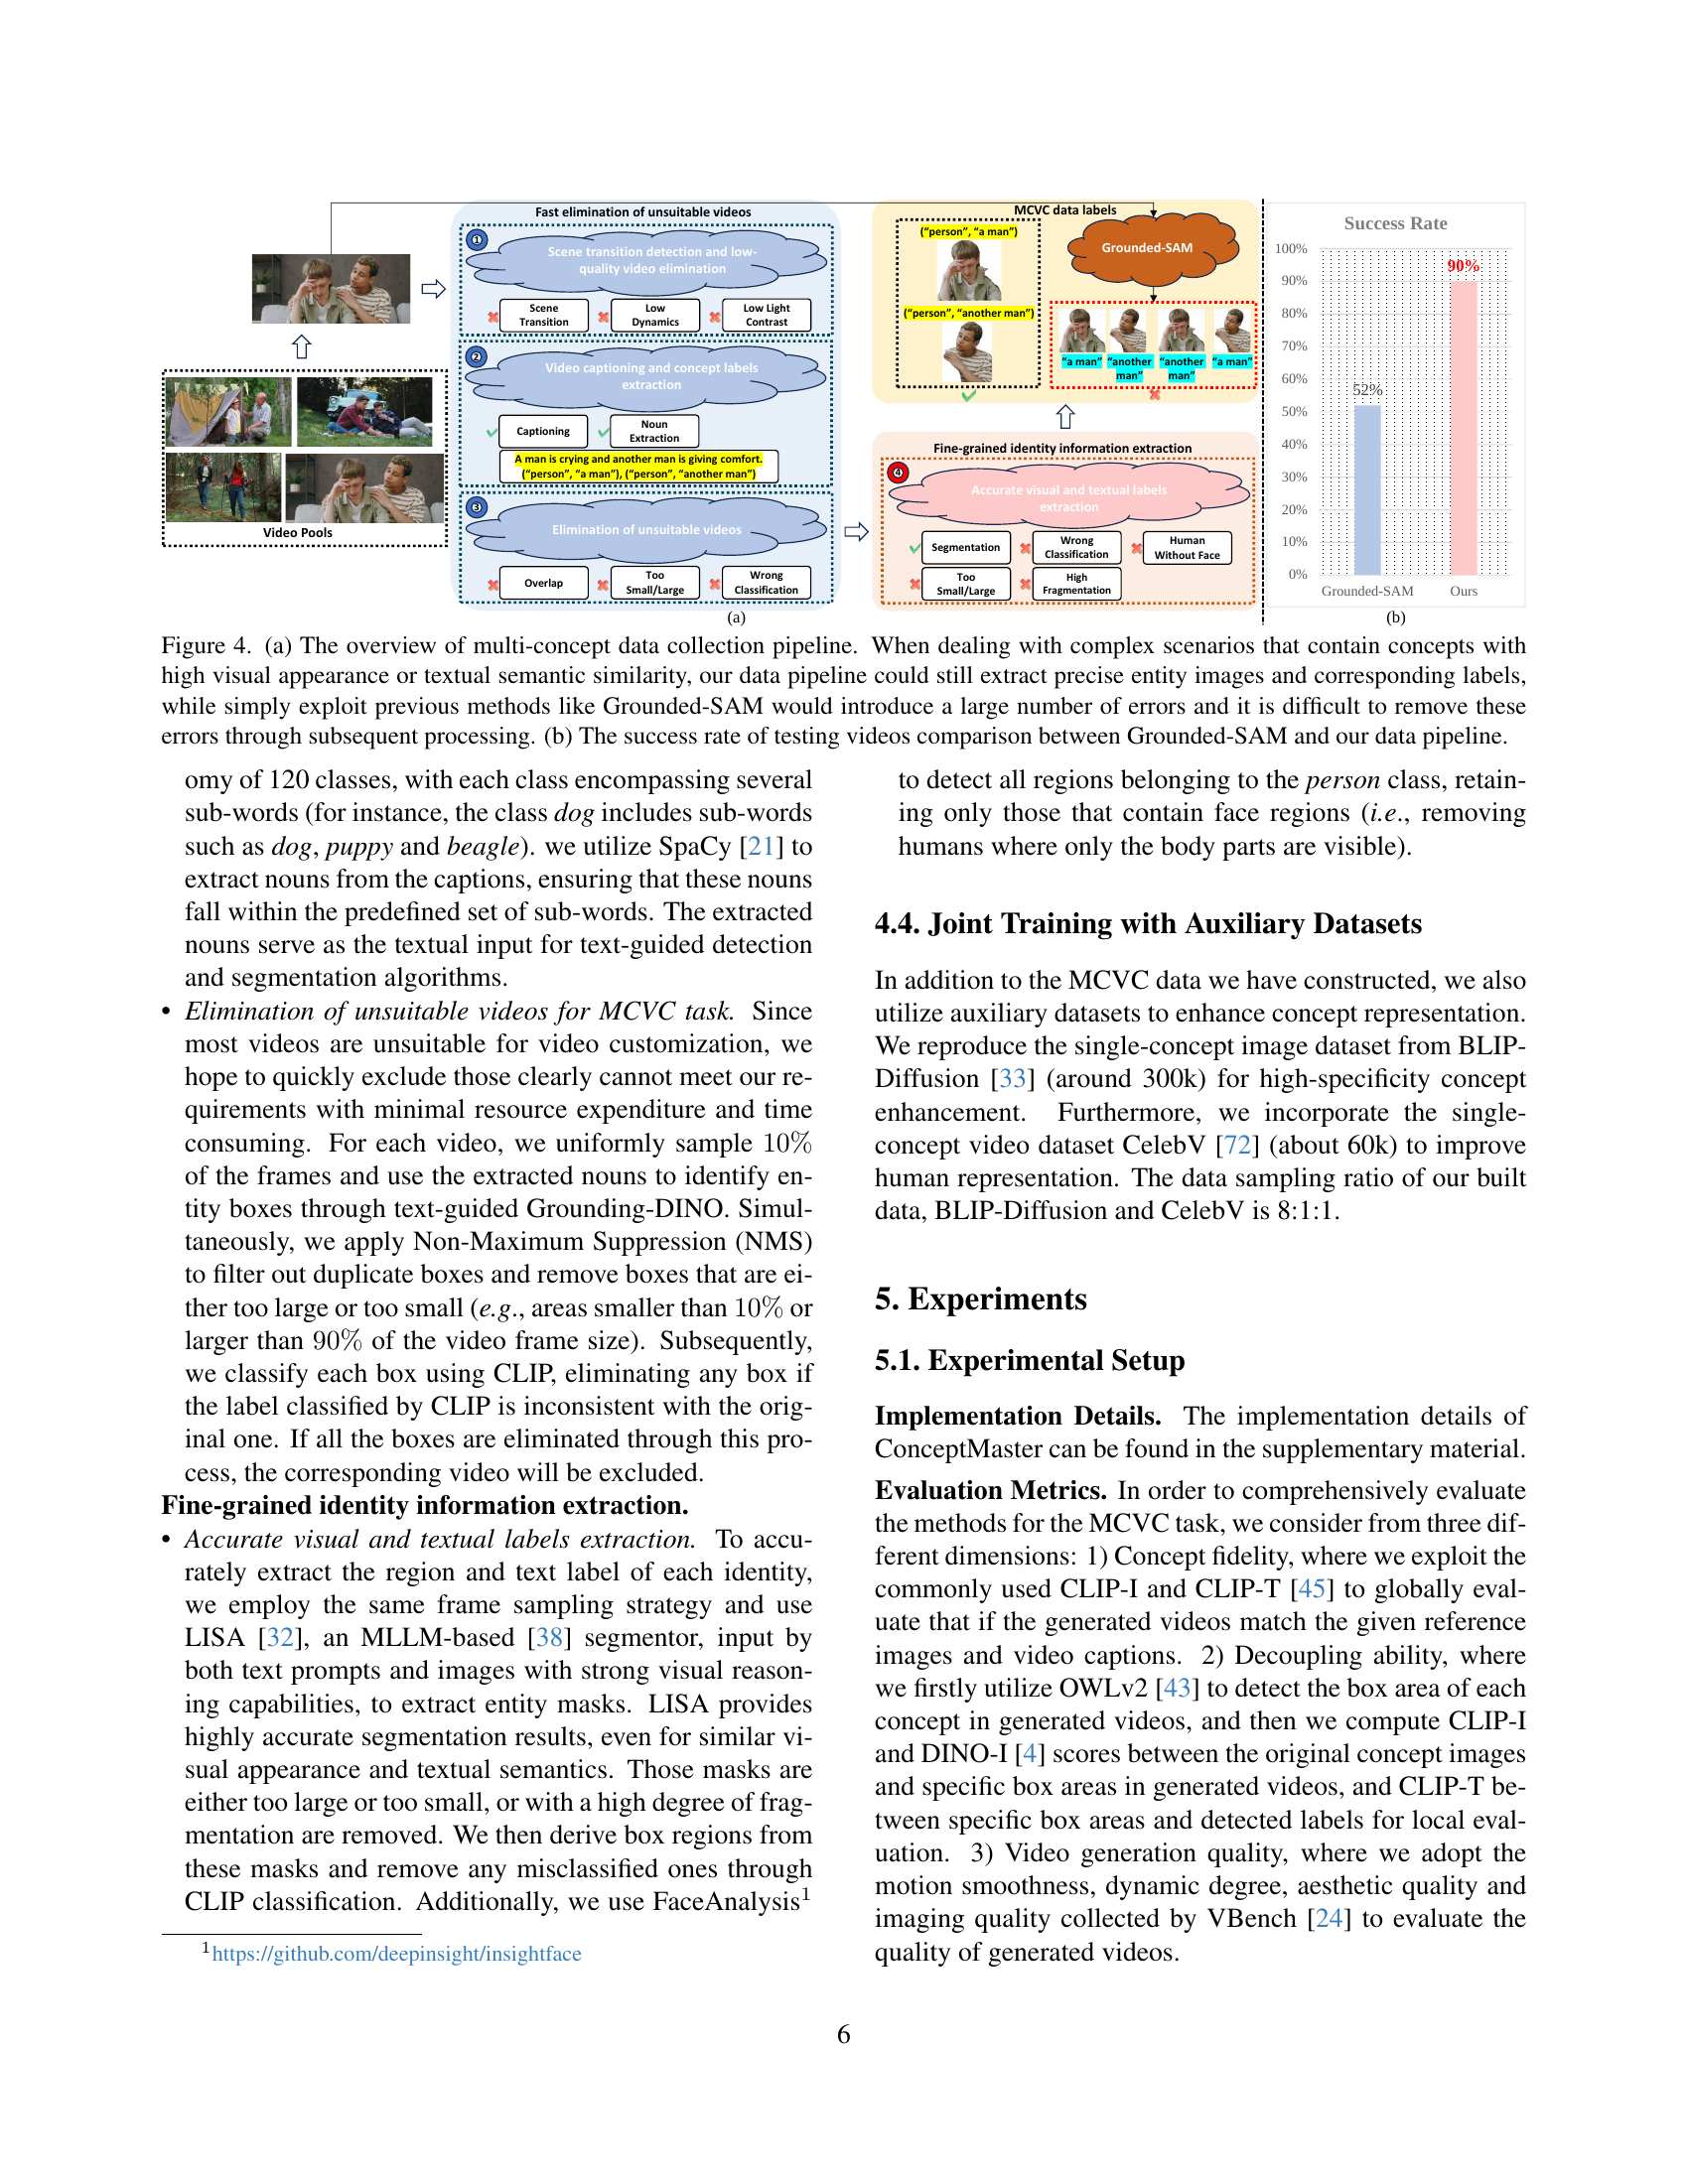 Fast elimination of unsuitable videos
Scene transition detection and low-
quality video elimination
Scene
Transition
Low
Dynamics
Low Light
Contrast
Video captioning and concept labels
extraction
Captioning
Noun
Extraction
A man is crying and another man is giving comfort.
("person", "a man"), ("person", "another man")
Elimination of unsuitable videos
Overlap
Too
Small/Large
Wrong
Classification
Video Pools
MCVC data labels
("person", "a man")
("person", "another man")
Grounded-SAM
"a man" "another man" "another man" "a man"
Fine-grained identity information extraction
Accurate visual and textual labels
extraction
Segmentation
Wrong
Classification
Human
Without Face
Too
Small/Large
High
Fragmentation
(a)
Success Rate
100%
90%
80%
70%
60%
50%
40%
30%
20%
10%
0%
52%
90%
Grounded-SAM Ours
(b)
Figure 4. (a) The overview of multi-concept data collection pipeline. When dealing with complex scenarios that contain concepts with
high visual appearance or textual semantic similarity, our data pipeline could still extract precise entity images and corresponding labels,
while simply exploit previous methods like Grounded-SAM would introduce a large number of errors and it is difficult to remove these
errors through subsequent processing. (b) The success rate of testing videos comparison between Grounded-SAM and our data pipeline.
omy of 120 classes, with each class encompassing several
sub-words (for instance, the class dog includes sub-words
such as dog, puppy and beagle). we utilize SpaCy [21] to
extract nouns from the captions, ensuring that these nouns
fall within the predefined set of sub-words. The extracted
nouns serve as the textual input for text-guided detection
and segmentation algorithms.
• Elimination of unsuitable videos for MCVC task. Since
most videos are unsuitable for video customization, we
hope to quickly exclude those clearly cannot meet our re-
quirements with minimal resource expenditure and time
consuming. For each video, we uniformly sample 10%
of the frames and use the extracted nouns to identify en-
tity boxes through text-guided Grounding-DINO. Simul-
taneously, we apply Non-Maximum Suppression (NMS)
to filter out duplicate boxes and remove boxes that are ei-
ther too large or too small (e.g., areas smaller than 10% or
larger than 90% of the video frame size). Subsequently,
we classify each box using CLIP, eliminating any box if
the label classified by CLIP is inconsistent with the orig-
inal one. If all the boxes are eliminated through this pro-
cess, the corresponding video will be excluded.
Fine-grained identity information extraction.
• Accurate visual and textual labels extraction. To accu-
rately extract the region and text label of each identity,
we employ the same frame sampling strategy and use
LISA [32], an MLLM-based [38] segmentor, input by
both text prompts and images with strong visual reason-
ing capabilities, to extract entity masks. LISA provides
highly accurate segmentation results, even for similar vi-
sual appearance and textual semantics. Those masks are
either too large or too small, or with a high degree of frag-
mentation are removed. We then derive box regions from
these masks and remove any misclassified ones through
CLIP classification. Additionally, we use FaceAnalysis1
1https://github.com/deepinsight/insightface
to detect all regions belonging to the person class, retain-
ing only those that contain face regions (i.e., removing
humans where only the body parts are visible).
4.4. Joint Training with Auxiliary Datasets
In addition to the MCVC data we have constructed, we also
utilize auxiliary datasets to enhance concept representation.
We reproduce the single-concept image dataset from BLIP-
Diffusion [33] (around 300k) for high-specificity concept
enhancement. Furthermore, we incorporate the single-
concept video dataset CelebV [72] (about 60k) to improve
human representation. The data sampling ratio of our built
data, BLIP-Diffusion and CelebV is 8:1:1.
5. Experiments
5.1. Experimental Setup
Implementation Details. The implementation details of
ConceptMaster can be found in the supplementary material.
Evaluation Metrics. In order to comprehensively evaluate
the methods for the MCVC task, we consider from three dif-
ferent dimensions: 1) Concept fidelity, where we exploit the
commonly used CLIP-I and CLIP-T [45] to globally eval-
uate that if the generated videos match the given reference
images and video captions. 2) Decoupling ability, where
we firstly utilize OWLv2 [43] to detect the box area of each
concept in generated videos, and then we compute CLIP-I
and DINO-I [4] scores between the original concept images
and specific box areas in generated videos, and CLIP-T be-
tween specific box areas and detected labels for local eval-
uation. 3) Video generation quality, where we adopt the
motion smoothness, dynamic degree, aesthetic quality and
imaging quality collected by VBench [24] to evaluate the
quality of generated videos.
6